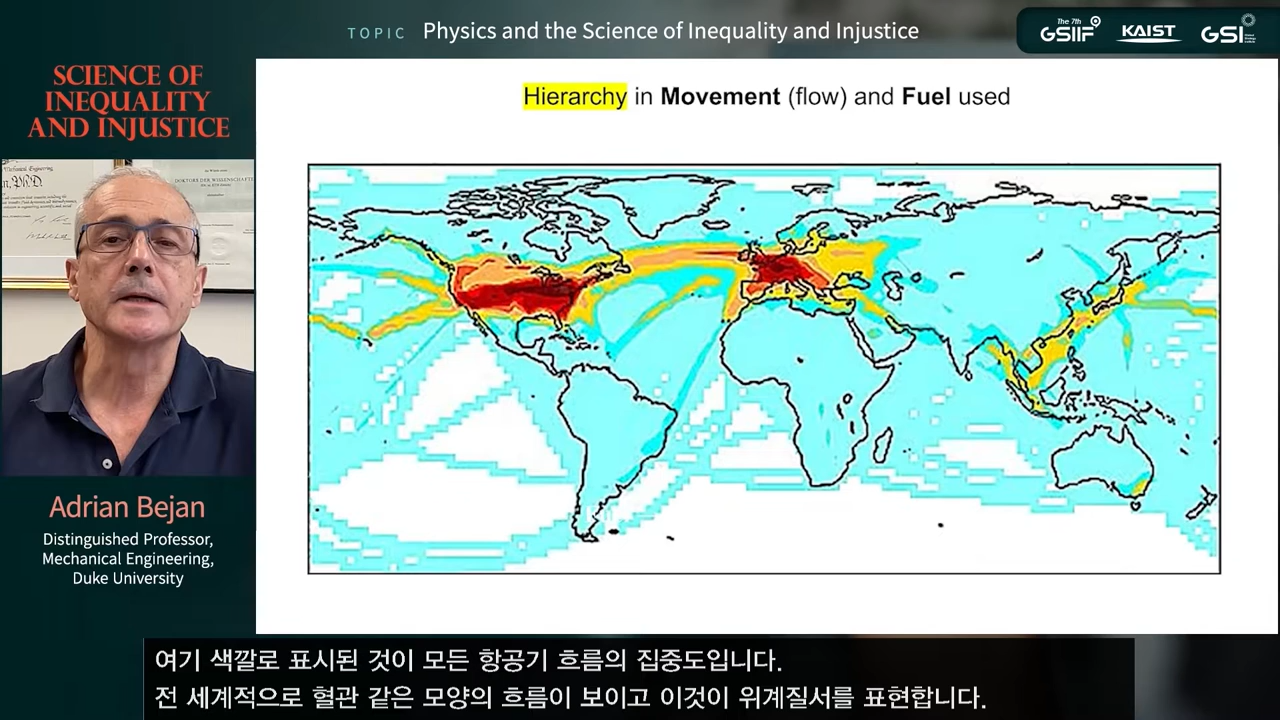 TOPIC Physics and the Science of Inequality and Injustice
The 7th
GSIIF
KAIST
GSI
SCIENCE OF
INEQUALITY
AND INJUSTICE
Hierarchy in Movement (flow) and Fuel used
Adrian Bejan
Distinguished Professor,
Mechanical Engineering,
Duke University
여기 색깔로 표시된 것이 모든 항공기 흐름의 집중도입니다.
전 세계적으로 혈관 같은 모양의 흐름이 보이고 이것이 위계질서를 표현합니다.